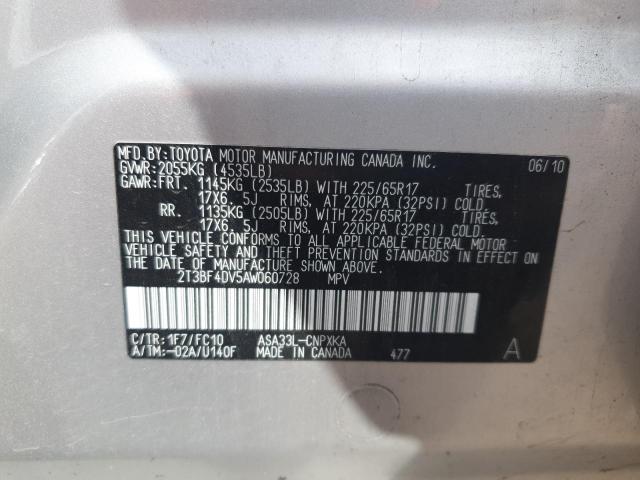 MFD.BY:TOYOTA MOTOR MANUFACTURING CANADA INC. 06/10
GVWR:2055KG (4535LB)
GAWR:FRT. 1145KG (2535LB) WITH 225/65R17 TIRES,
17X6. 5J RIMS, AT 220KPA (32PSI) COLD.
RR. 1135KG (2505LB) WITH 225/65R17 TIRES,
17X6. 5J RIMS, AT 220KPA (32PSI) COLD.
THIS VEHICLE CONFORMS TO ALL APPLICABLE FEDERAL MOTOR
VEHICLE SAFETY AND THEFT PREVENTION STANDARDS IN EFFECT ON
THE DATE OF MANUFACTURE SHOWN ABOVE.
2T3BF4DV5AW060728 MPV
C/TR:1F7/FC10 ASA33L-CNPXKA
A/TM:-02A/U140F MADE IN CANADA 477 A